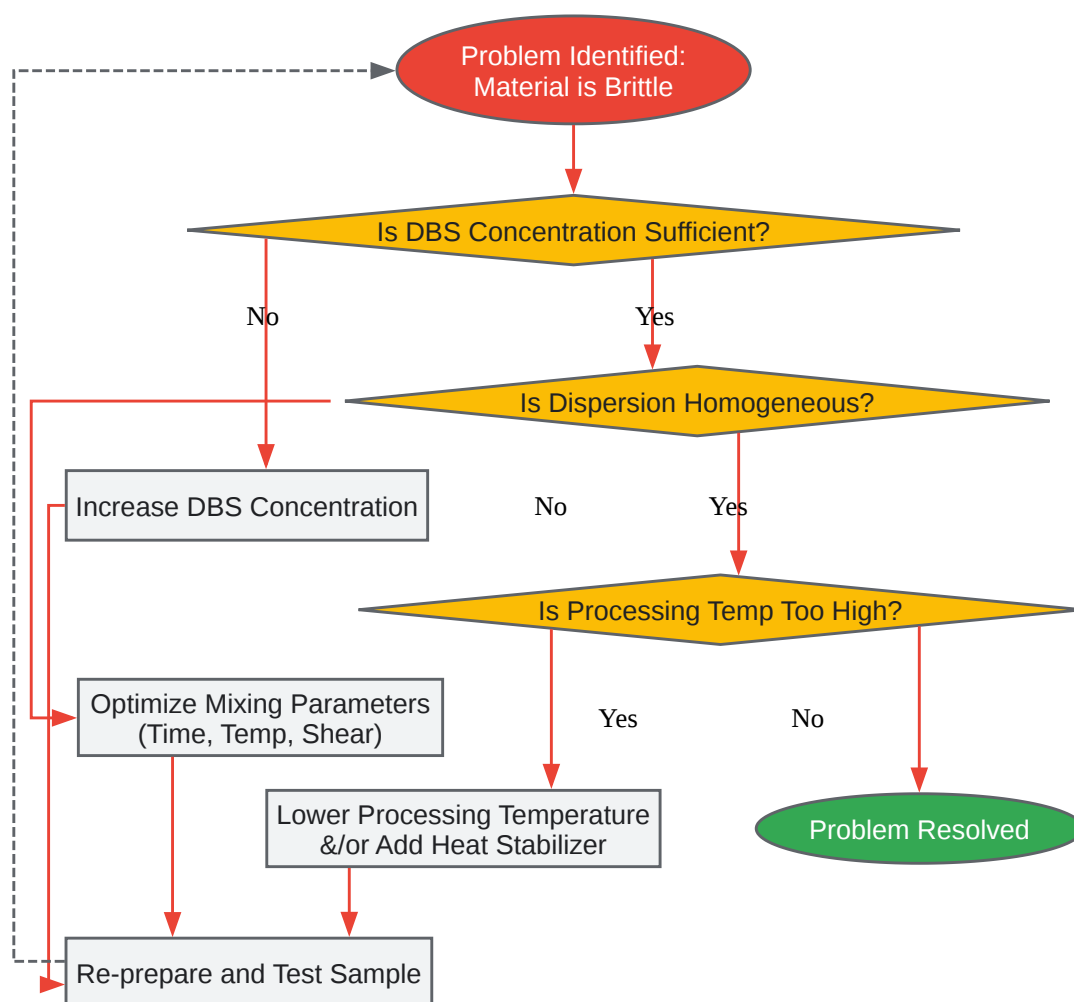 Problem Identified:
Material is Brittle
Is DBS Concentration Sufficient?
No
Yes
Is Dispersion Homogeneous?
Increase DBS Concentration
No
Yes
Is Processing Temp Too High?
Optimize Mixing Parameters
(Time, Temp, Shear)
Yes
No
Lower Processing Temperature
&/or Add Heat Stabilizer
Problem Resolved
Re-prepare and Test Sample